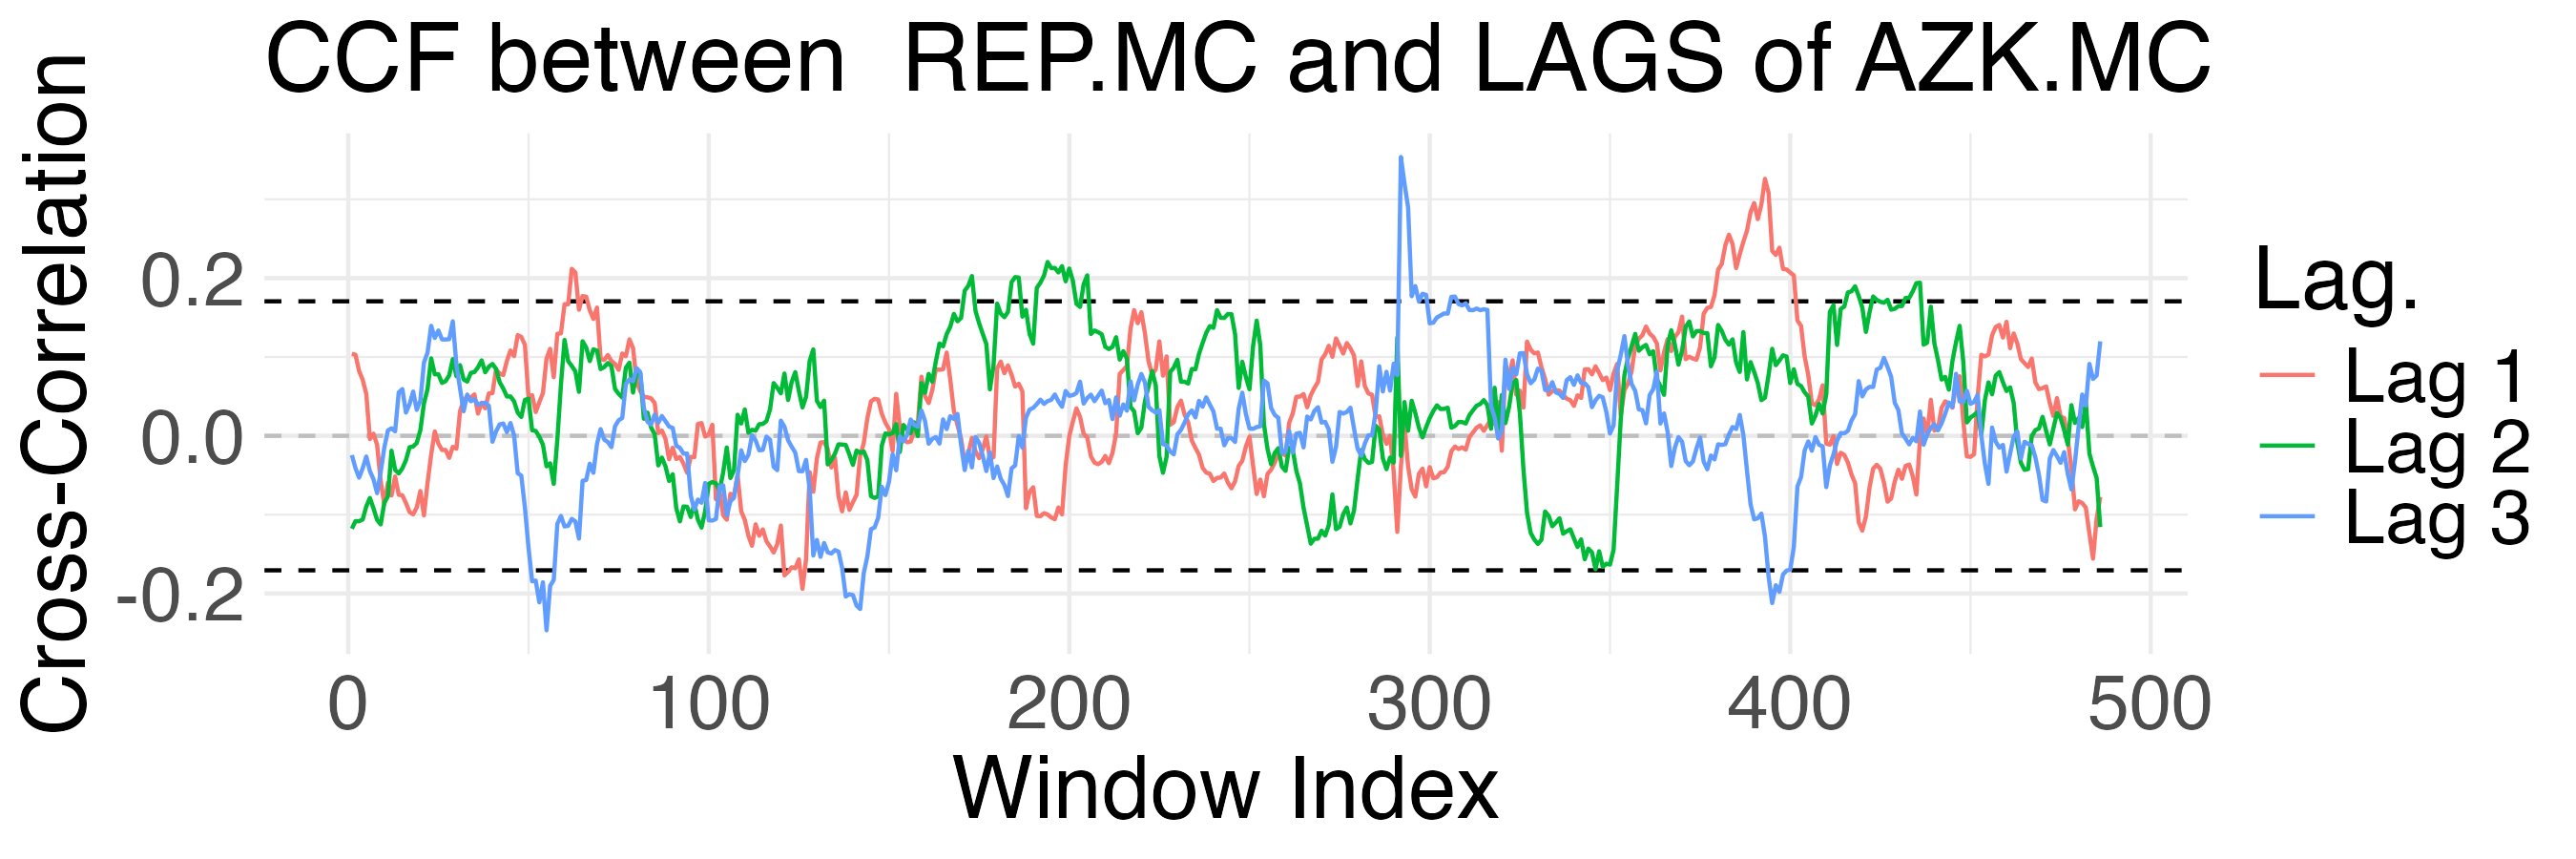 CCF between  REP.MC and LAGS of AZK.MC
Cross-Correlation
0.2
0.0
-0.2
0 100 200 300 400 500
Window Index
Lag.
Lag 1
Lag 2
Lag 3